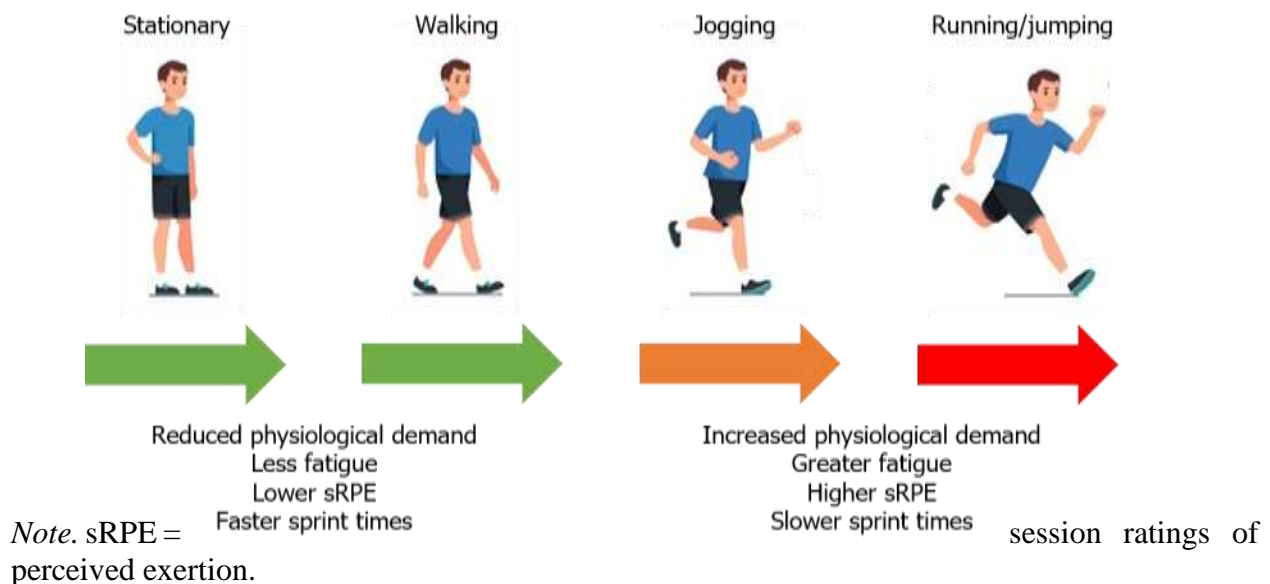 Stationary
Walking
Jogging
Running/jumping
Reduced physiological demand
Less fatigue
Lower sRPE
Faster sprint times
Increased physiological demand
Greater fatigue
Higher sRPE
Slower sprint times
Note. sRPE = session ratings of
perceived exertion.